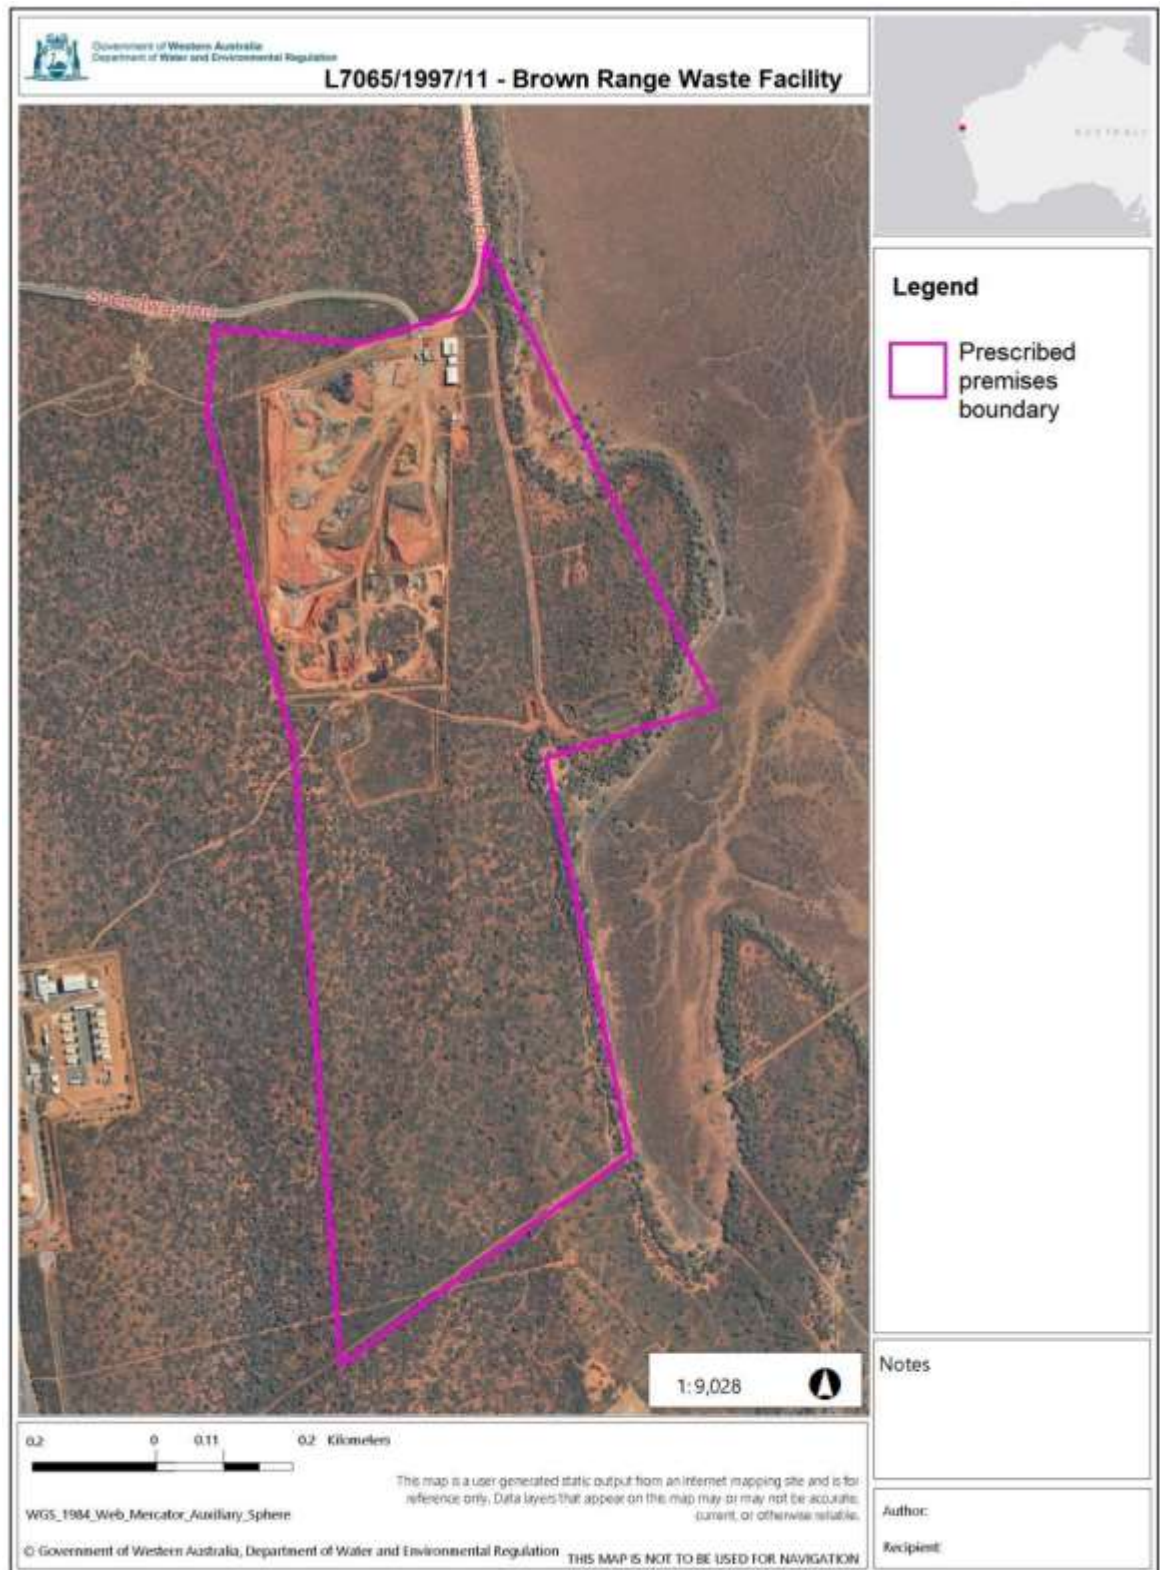 Government of Western Australia
Department of Water and Environmental Regulation
L7065/1997/11 - Brown Range Waste Facility
AUSTRALI
Speedway Rd
Legend
Prescribed
premises
boundary
1: 9,028
Notes
0.2 0 0.11 0.2 Kilometers
This map is a user generated static output from an Internet mapping site and is for
reference only. Data layers that appear on this map may or may not be accurate,
current, or otherwise reliable.
WGS_1984_Web_Mercator_Auxiliary_Sphere
© Government of Western Australia, Department of Water and Environmental Regulation
THIS MAP IS NOT TO BE USED FOR NAVIGATION
Author:
Recipient: